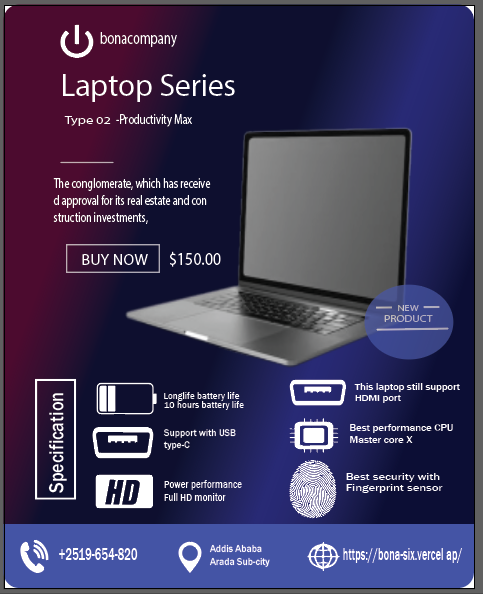 bonacompany
Laptop Series
Type 02 -Productivity Max
The conglomerate, which has receive
d approval for its real estate and con
struction investments,
BUY NOW $150.00
NEW
PRODUCT
Specification
Longlife battery life
10 hours battery life
This laptop still support
HDMI port
Support with USB
type-C
Best performance CPU
Master core X
HD
Power performance
Full HD monitor
Best security with
Fingerprint sensor
+2519-654-820
Addis Ababa
Arada Sub-city
https://bona-six.vercel ap/